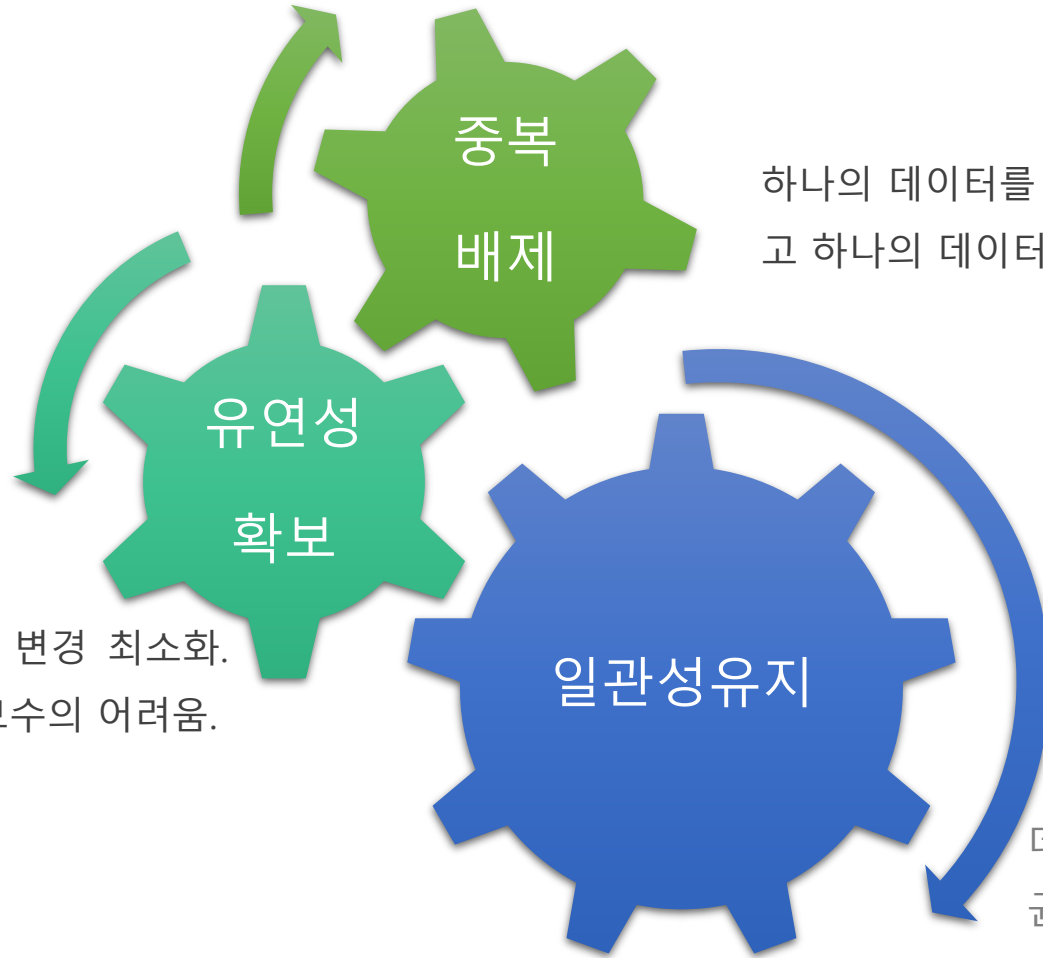 중복
배제
하나의 데이터를
고 하나의 데이터
유연성
확보
변경 최소화.
보수의 어려움.
일관성유지